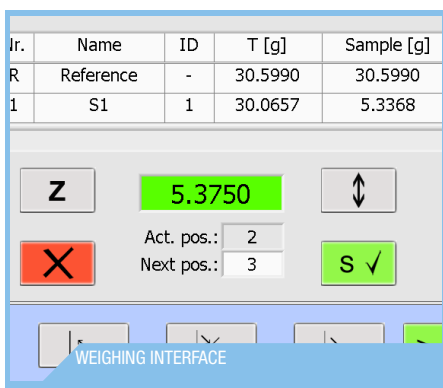 Nr. Name ID T [g] Sample [g]
R Reference - 30.5990 30.5990
1 S1 1 30.0657 5.3368
Z 5.3750
Act. pos.: 2
X Next pos.: 3 S √
WEIGHING INTERFACE